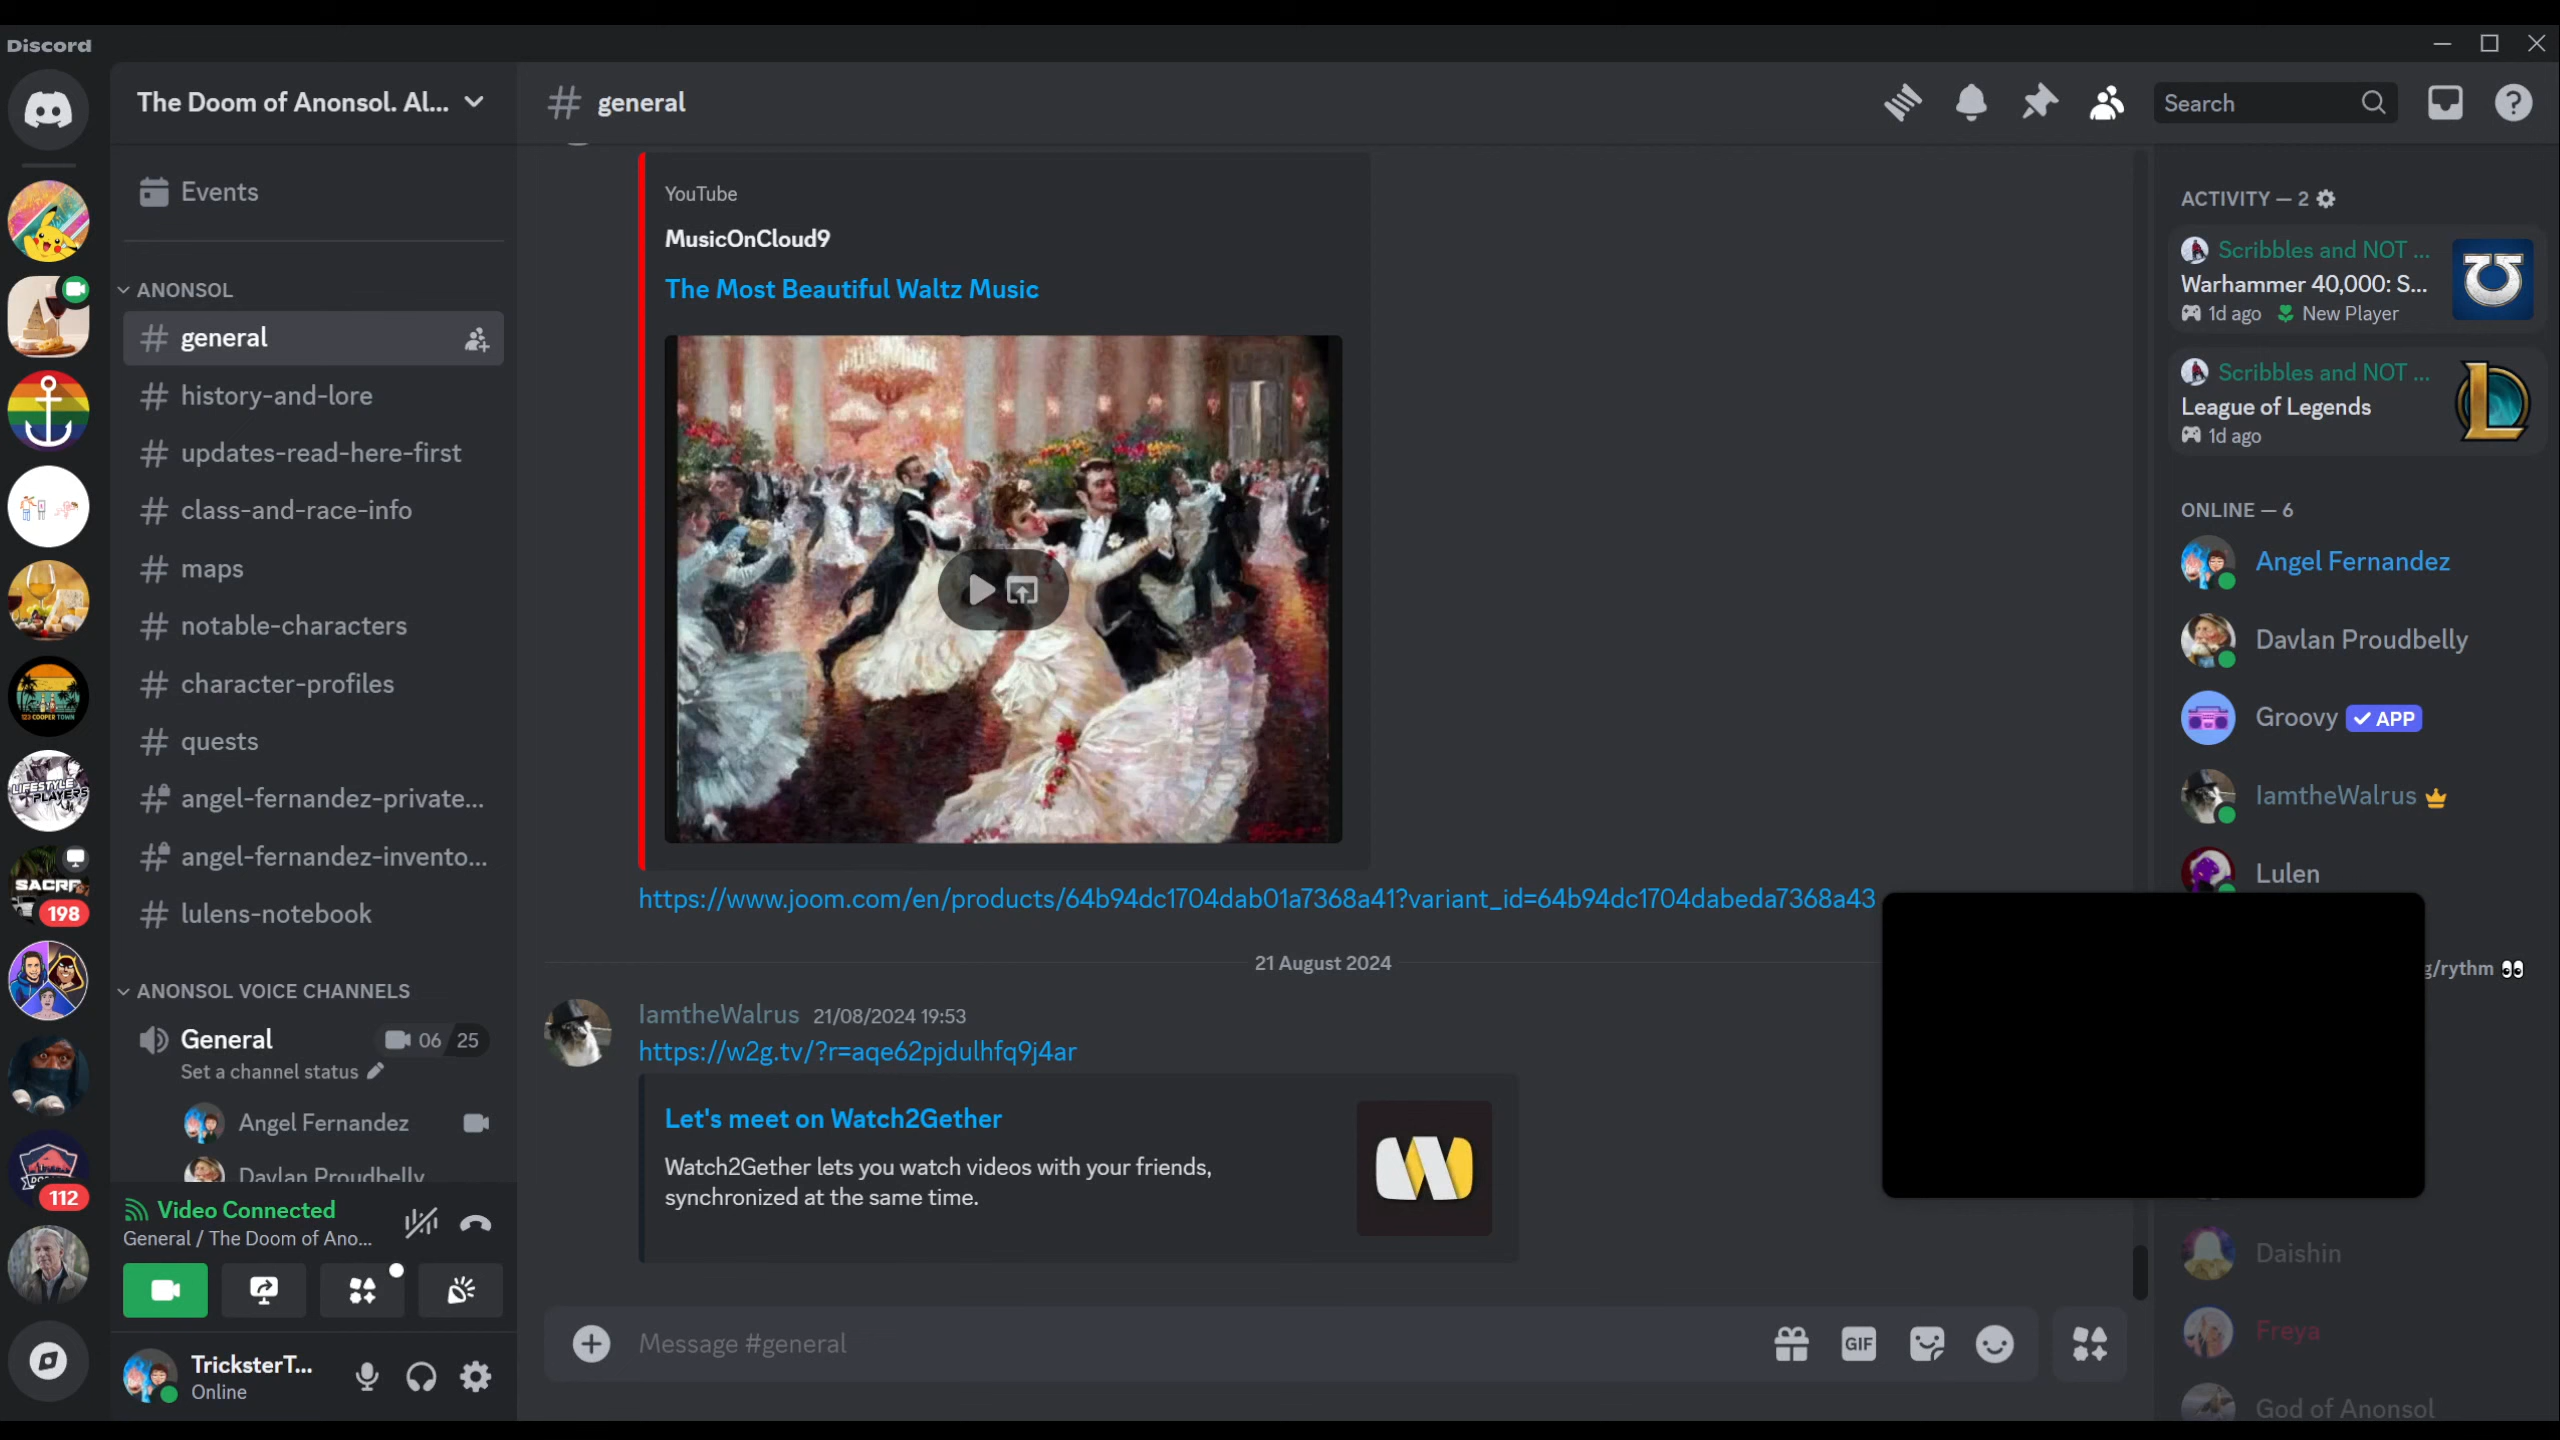 Discord
The Doom of Anonsol. Al...
Events
ANONSOL
general
history-and-lore
updates-read-here-first
class-and-race-info
maps
notable-characters
character-profiles
quests
angel-fernandez-private...
angel-fernandez-invento...
lulens-notebook
ANONSOL VOICE CHANNELS
General 06 25
Set a channel status
Angel Fernandez
Davlan Proudbelly
Video Connected
General / The Doom of Ano...
TricksterT...
Online
123 COOPER TOWN
LIFESTYLE
PLAYERS
198
112
# general
Search
YouTube
MusicOnCloud9
The Most Beautiful Waltz Music
https://www.joom.com/en/products/64b94dc1704dab01a7368a41?variant_id=64b94dc1704dabeda7368a43
21 August 2024
IamtheWalrus 21/08/2024 19:53
https://w2g.tv/?r=aqe62pjdulhfq9j4ar
Let's meet on Watch2Gether
Watch2Gether lets you watch videos with your friends,
synchronized at the same time.
Message #general
GIF
ACTIVITY — 2
Scribbles and NOT ...
Warhammer 40,000: S...
1d ago New Player
Scribbles and NOT ...
League of Legends
1d ago
ONLINE — 6
Angel Fernandez
Davlan Proudbelly
Groovy APP
IamtheWalrus
Lulen
g/rythm 👀
Daishin
Freya
God of Anonsol